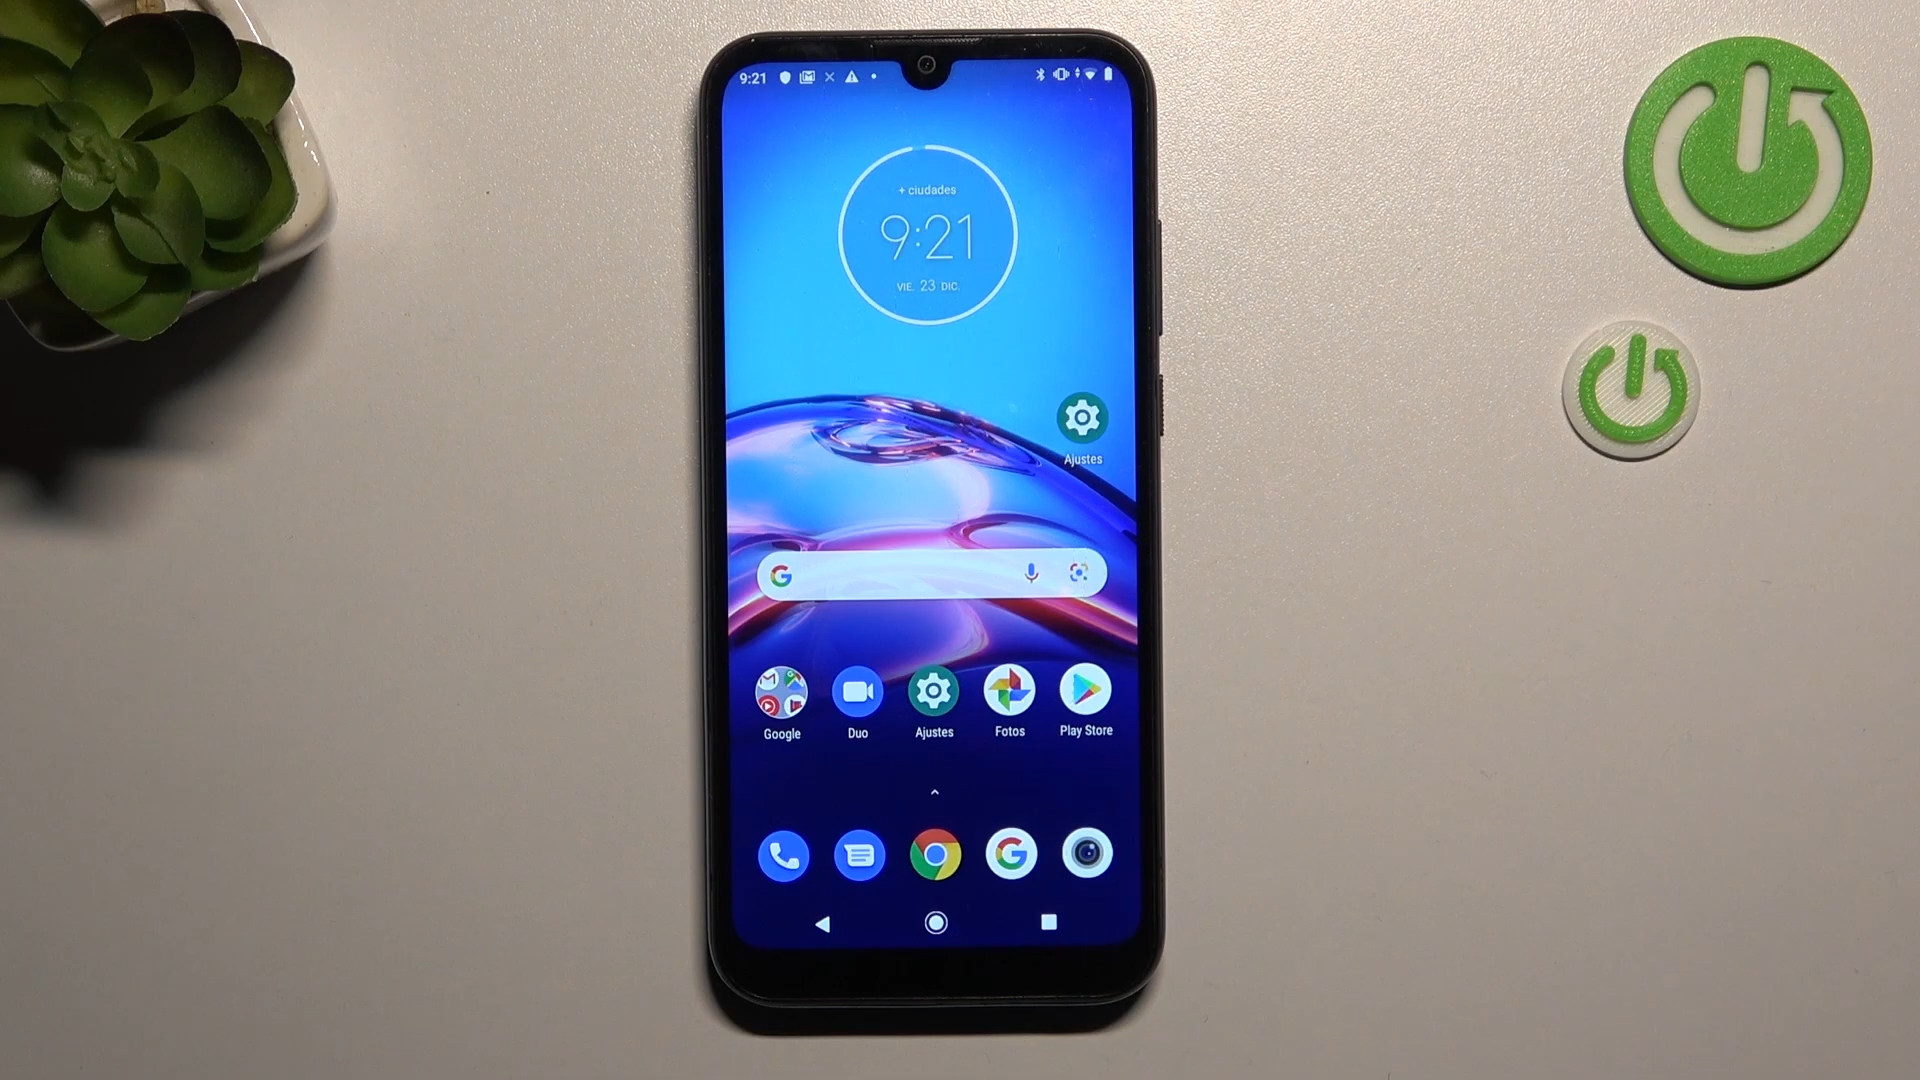 9:21
+ ciudades
9:21
VIE. 23 DIC.
Ajustes
Google
Duo
Ajustes
Fotos
Play Store